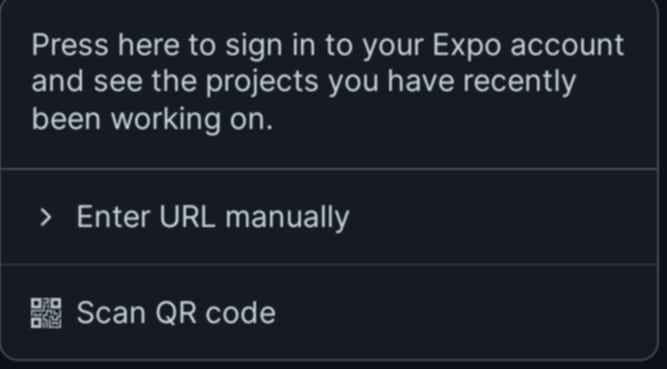 Press here to sign in to your Expo account
and see the projects you have recently
been working on.
Enter URL manually
Scan QR code